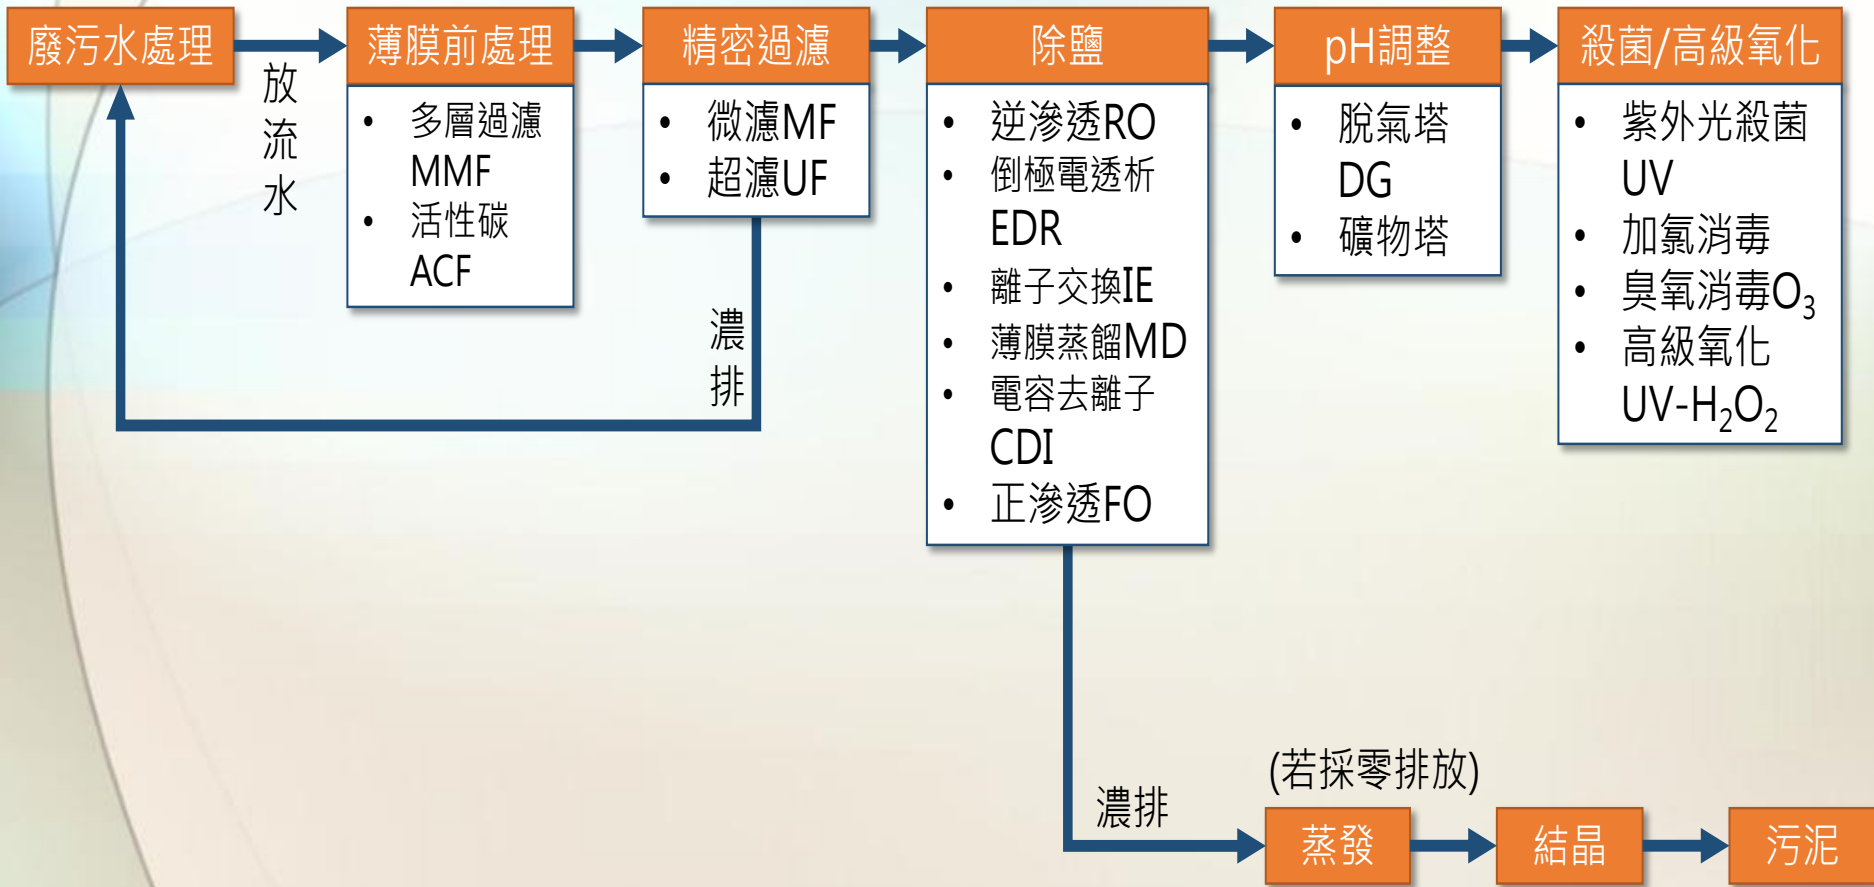 廢污水處理
放流水
薄膜前處理
• 多層過濾
MMF
• 活性碳
ACF
精密過濾
• 微濾MF
• 超濾UF
濃排
除鹽
• 逆滲透RO
• 倒極電透析
EDR
• 離子交換IE
• 薄膜蒸餾MD
• 電容去離子
CDI
• 正滲透FO
pH調整
• 脫氣塔
DG
• 礦物塔
殺菌/高級氧化
• 紫外光殺菌
UV
• 加氯消毒
• 臭氧消毒O₃
• 高級氧化
UV-H₂O₂
濃排
(若採零排放)
蒸發
結晶
污泥